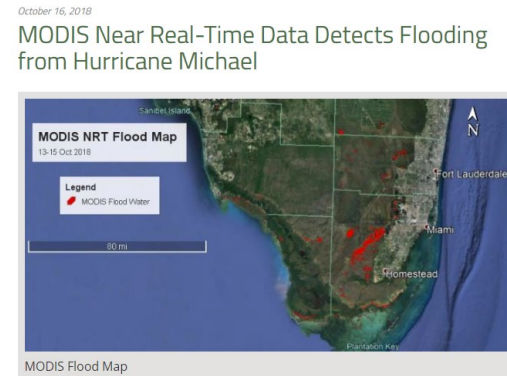 October 16, 2018
MODIS Near Real-Time Data Detects Flooding
from Hurricane Michael
Sanibel Island
MODIS NRT Flood Map
13-15 Oct 2018
N
Legend
MODIS Flood Water
Fort Lauderdale
80 mi
Miami
Homestead
Plantation Key
MODIS Flood Map